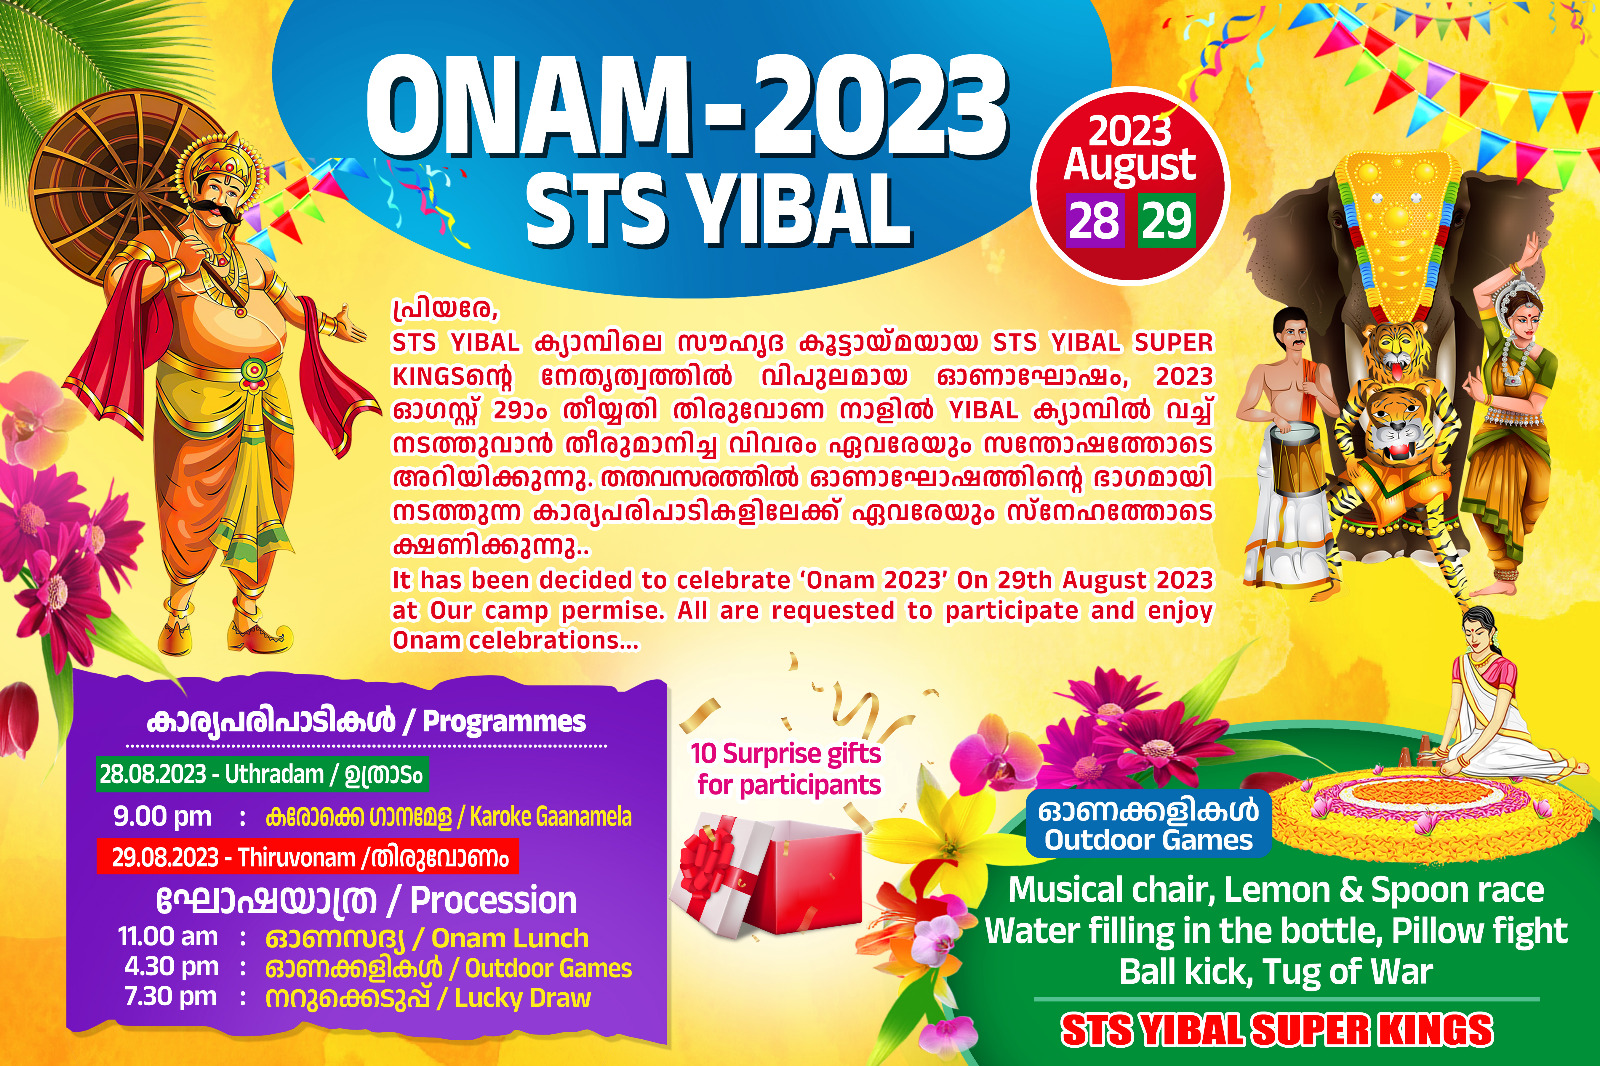 ONAM - 2023
STS YIBAL
2023
August
28 29
പ്രിയരേ,
STS YIBAL ക്യാമ്പിലെ സൗഹൃദ കൂട്ടായ്മയായ STS YIBAL SUPER
KINGSന്റെ നേതൃത്വത്തിൽ വിപുലമായ ഓണാഘോഷം, 2023
ഓഗസ്റ്റ് 29ാം തീയ്യതി തിരുവോണ നാളിൽ YIBAL ക്യാമ്പിൽ വച്ച്
നടത്തുവാൻ തീരുമാനിച്ച വിവരം ഏവരേയും സന്തോഷത്തോടെ
അറിയിക്കുന്നു. തതവസരത്തിൽ ഓണാഘോഷത്തിന്റെ ഭാഗമായി
നടത്തുന്ന കാര്യപരിപാടികളിലേക്ക് ഏവരേയും സ്നേഹത്തോടെ
ക്ഷണിക്കുന്നു..
It has been decided to celebrate ‘Onam 2023’ On 29th August 2023
at Our camp permise. All are requested to participate and enjoy
Onam celebrations...
കാര്യപരിപാടികൾ / Programmes
28.08.2023 - Uthradam / ഉത്രാടം
9.00 pm : കരോക്കെ ഗാനമേള / Karoke Gaanamela
29.08.2023 - Thiruvonam /തിരുവോണം
ഘോഷയാത്ര / Procession
11.00 am : ഓണസദ്യ / Onam Lunch
4.30 pm : ഓണക്കളികൾ / Outdoor Games
7.30 pm : നറുക്കെടുപ്പ് / Lucky Draw
10 Surprise gifts
for participants
ഓണക്കളികൾ
Outdoor Games
Musical chair, Lemon & Spoon race
Water filling in the bottle, Pillow fight
Ball kick, Tug of War
STS YIBAL SUPER KINGS